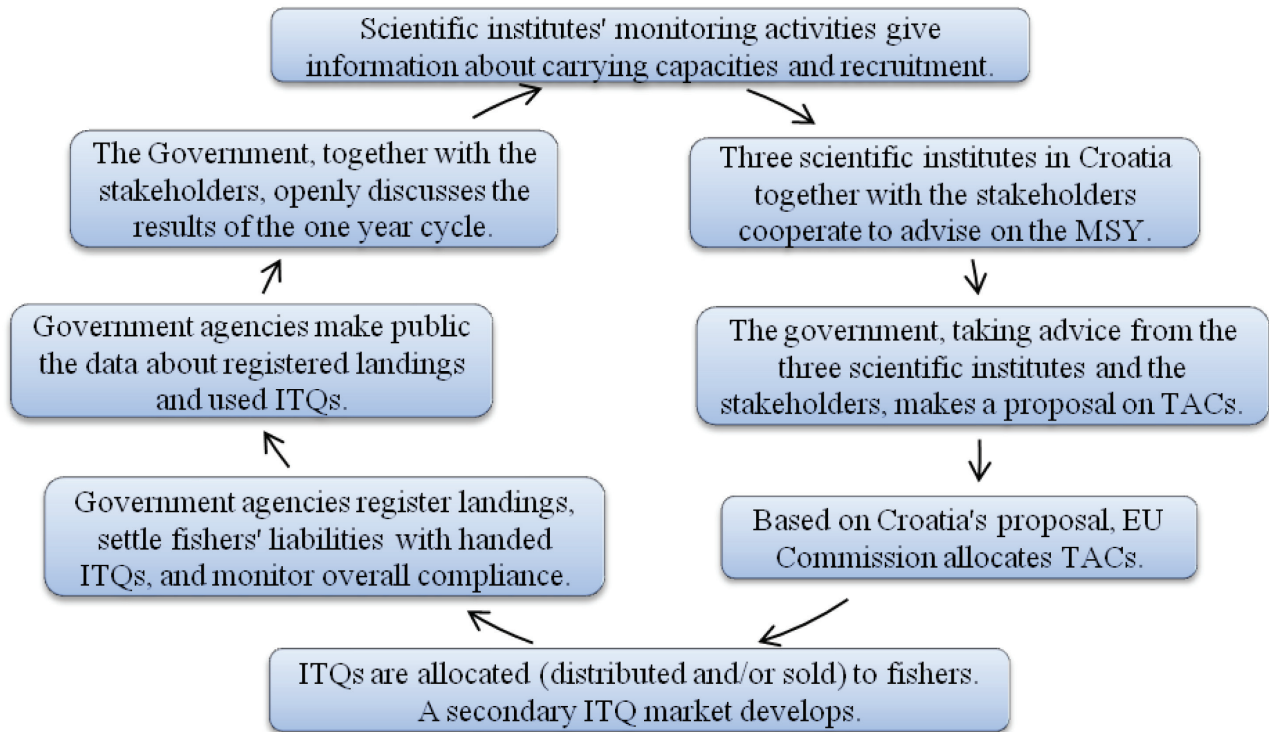 Scientific institutes' monitoring activities give
information about carrying capacities and recruitment.
Three scientific institutes in Croatia
together with the stakeholders
cooperate to advise on the MSY.
The government, taking advice from the
three scientific institutes and the
stakeholders, makes a proposal on TACs.
Based on Croatia's proposal, EU
Commission allocates TACs.
ITQs are allocated (distributed and/or sold) to fishers.
A secondary ITQ market develops.
Government agencies register landings,
settle fishers' liabilities with handed
ITQs, and monitor overall compliance.
Government agencies make public
the data about registered landings
and used ITQs.
The Government, together with the
stakeholders, openly discusses the
results of the one year cycle.